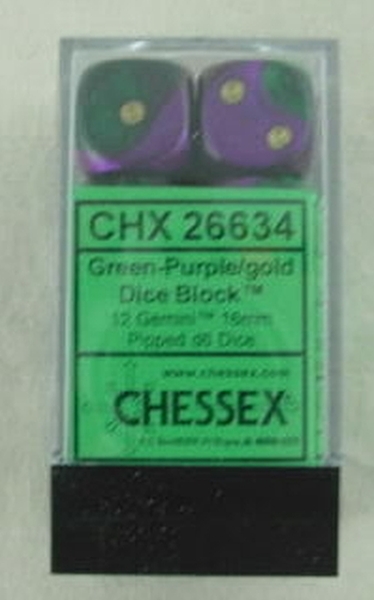 CHX 26634
Green-Purple/gold
Dice Block™
12 Gemini™ 16mm
Pipped d6 Dice
www.chessex.com
CHESSEX®